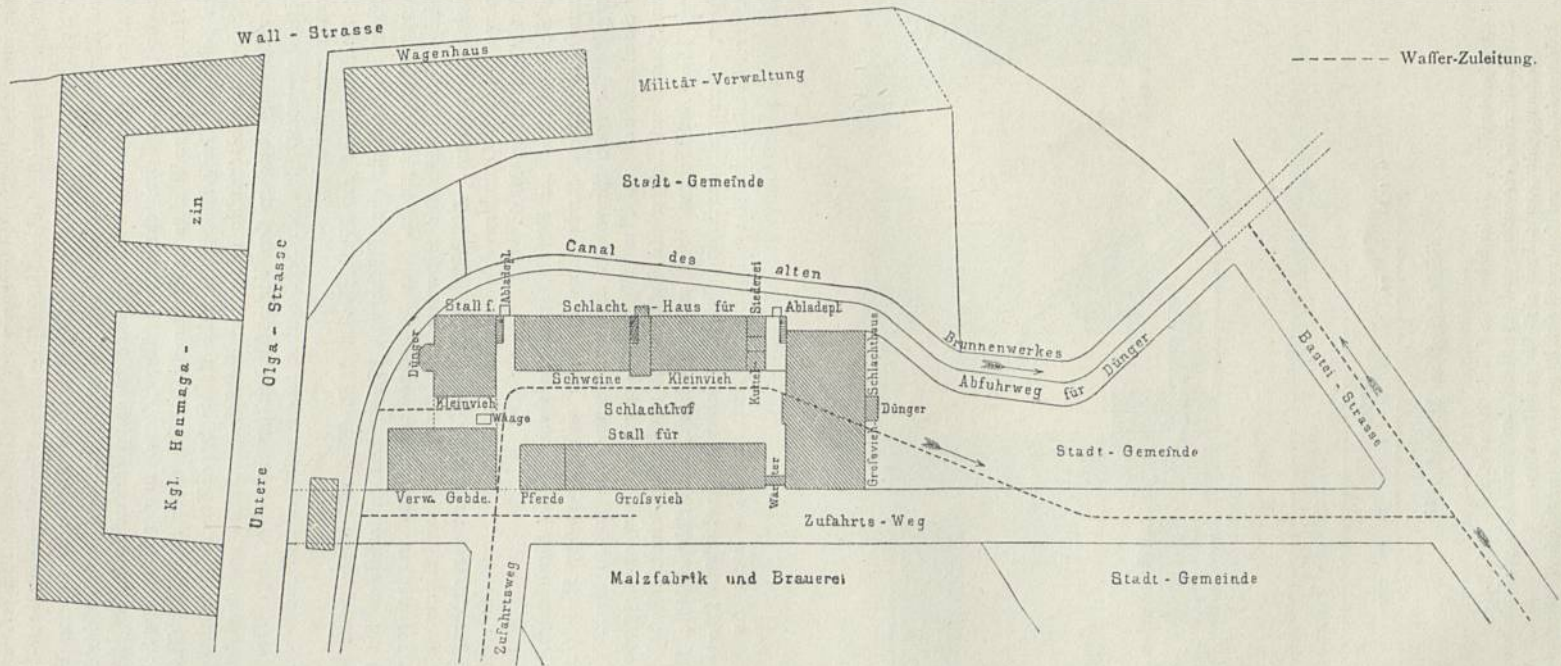 Wall - Strasse
Wagenhaus
Militär - Verwaltung
------- Wasser-Zuleitung.
zin
Kgl. Heumaga -
Untere Olga - Strasse
Stadt - Gemeinde
Canal des alten
Brunnenwerkes
Abfuhrweg für Dünger
Bastei - Strasse
Stall f.
Abladepl.
Schlacht - Haus für
Siederei
Abladepl.
Dünger
Kleinvieh
Waage
Schweine
Kleinvieh
Kuttel-
Schlachthof
Grofsvieh - Schlachthaus
Dünger
Stall für
Verw. Gebde.
Pferde
Grofsvieh
Wärter
Stadt - Gemeinde
Zufahrts - Weg
Zufahrtsweg
Malzfabrik und Brauerei
Stadt - Gemeinde